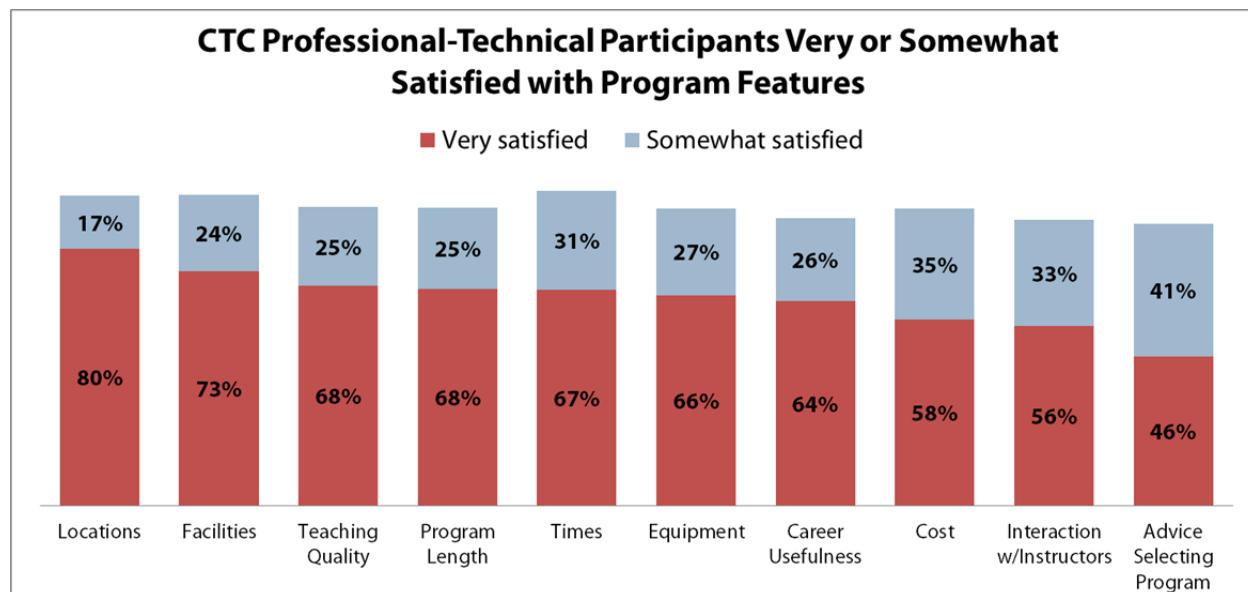 CTC Professional-Technical Participants Very or Somewhat
Satisfied with Program Features
Very satisfied Somewhat satisfied
17% 24% 25% 25% 31% 27% 26% 35% 33% 41%
80% 73% 68% 68% 67% 66% 64% 58% 56% 46%
Locations Facilities Teaching Program Times Equipment Career Cost Interaction Advice
Quality Length Usefulness w/Instructors Selecting
Program